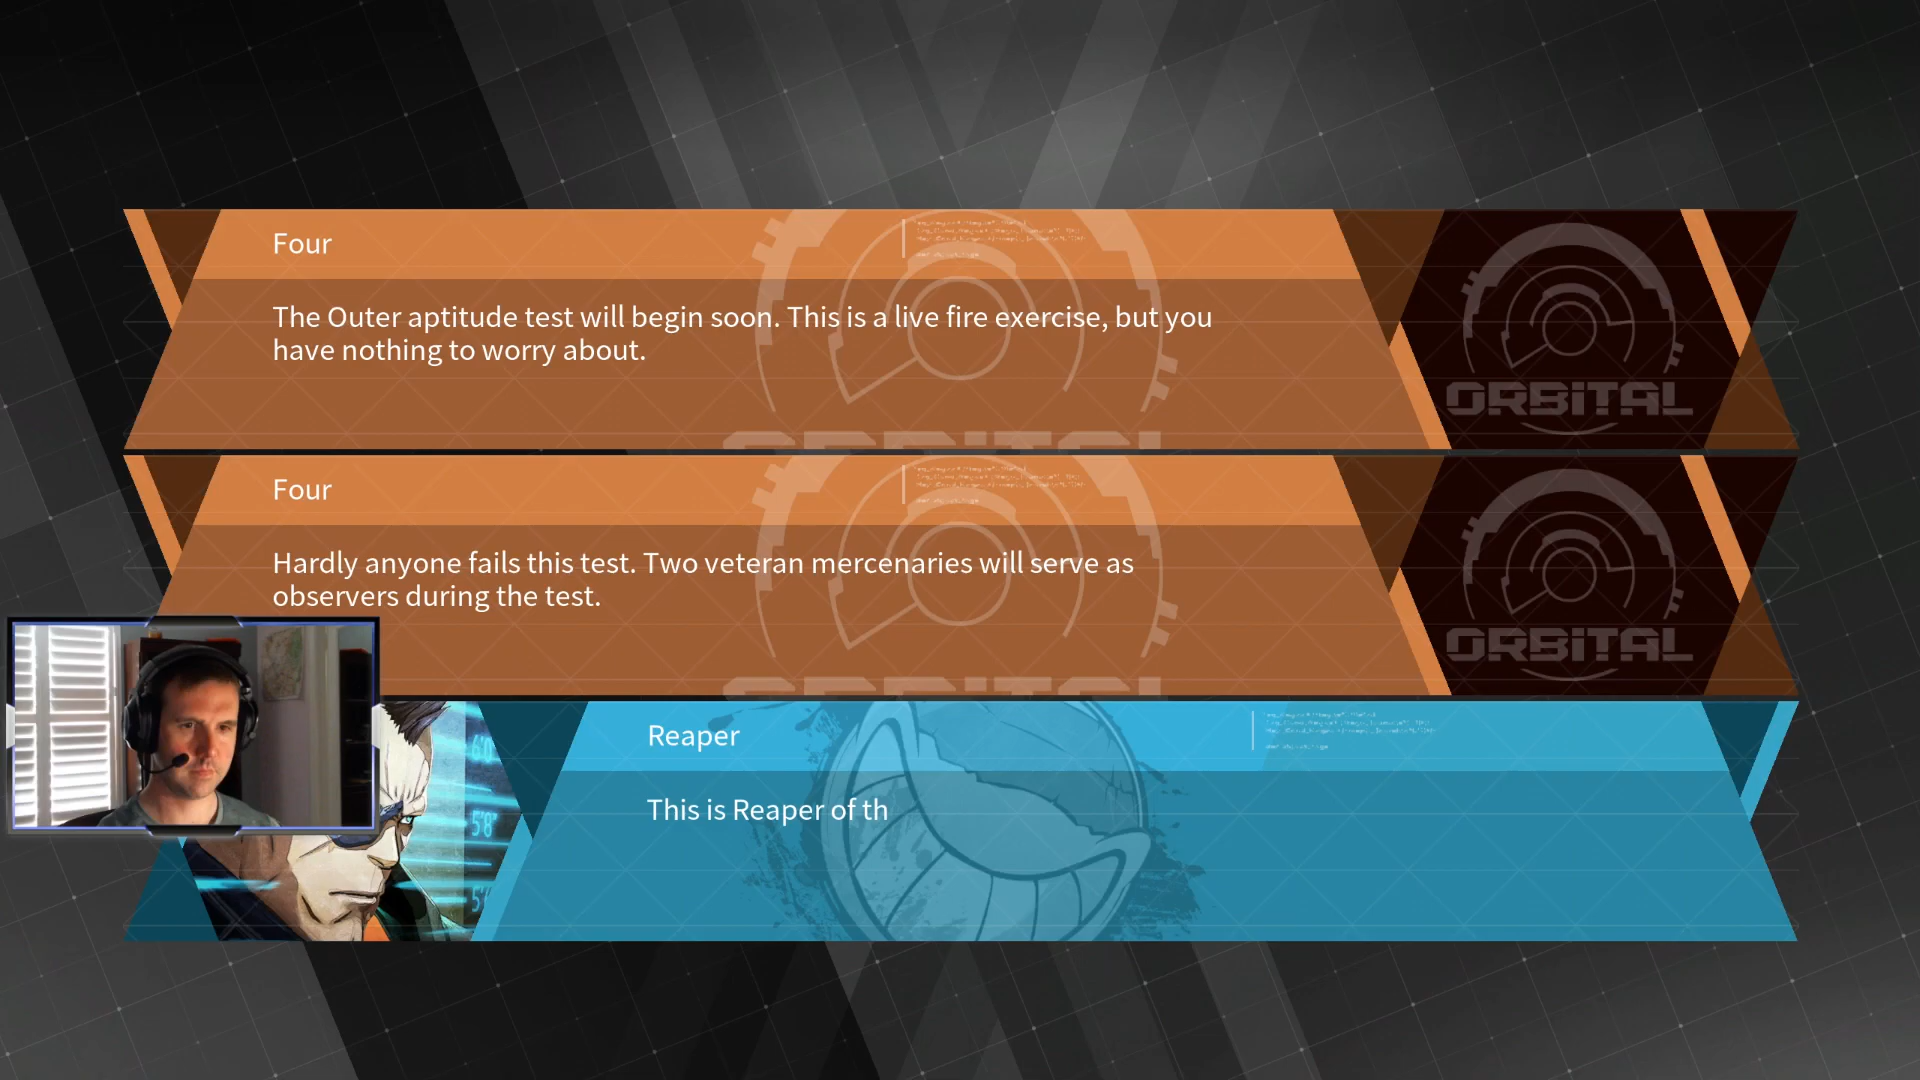 Four
The Outer aptitude test will begin soon. This is a live fire exercise, but you
have nothing to worry about.
ORBITAL
Four
Hardly anyone fails this test. Two veteran mercenaries will serve as
observers during the test.
ORBITAL
Reaper
This is Reaper of th
5'8"